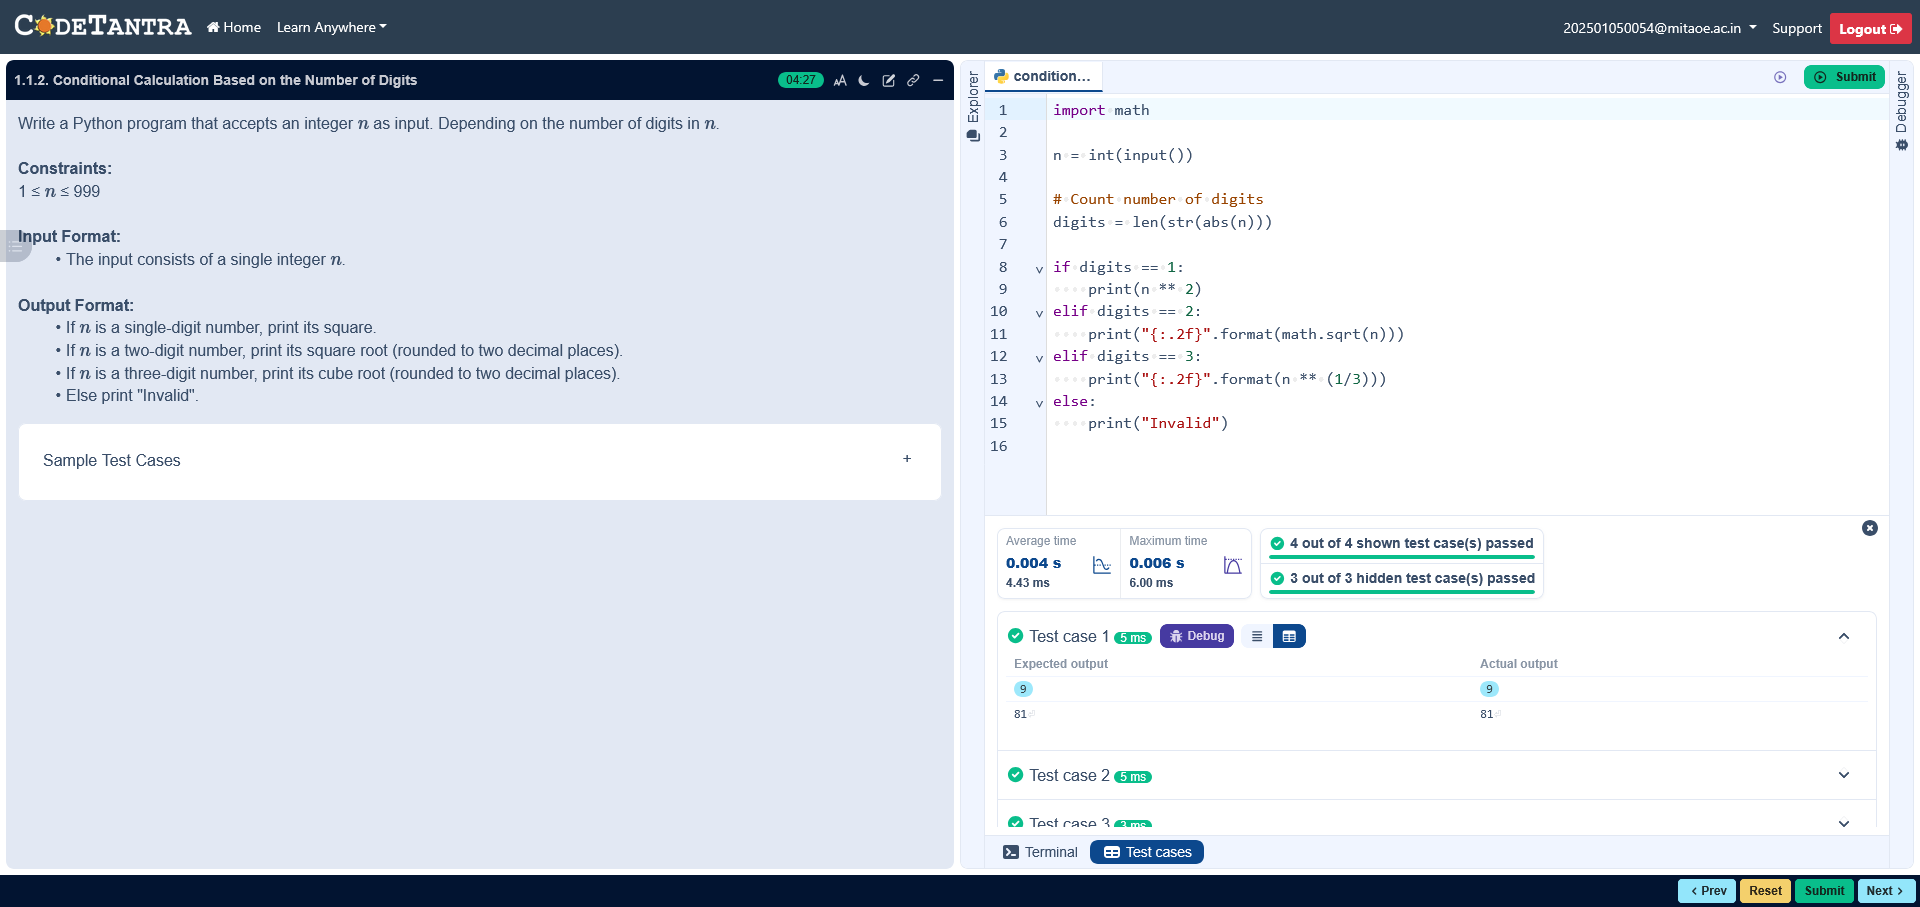 CODETANTRA Home Learn Anywhere 202501050054@mitaoe.ac.in Support Logout
1.1.2. Conditional Calculation Based on the Number of Digits 04:27 AA
Write a Python program that accepts an integer n as input. Depending on the number of digits in n.
Constraints:
1 ≤ n ≤ 999
Input Format:
• The input consists of a single integer n.
Output Format:
• If n is a single-digit number, print its square.
• If n is a two-digit number, print its square root (rounded to two decimal places).
• If n is a three-digit number, print its cube root (rounded to two decimal places).
• Else print "Invalid".
Sample Test Cases +
Explorer
condition... Submit
Debugger
1 import math
2
3 n = int(input())
4
5 # Count number of digits
6 digits = len(str(abs(n)))
7
8 if digits == 1:
9     print(n ** 2)
10 elif digits == 2:
11     print("{:.2f}".format(math.sqrt(n)))
12 elif digits == 3:
13     print("{:.2f}".format(n ** (1/3)))
14 else:
15     print("Invalid")
16
Average time Maximum time
0.004 s 0.006 s
4.43 ms 6.00 ms
4 out of 4 shown test case(s) passed
3 out of 3 hidden test case(s) passed
Test case 1 5 ms Debug
Expected output Actual output
9 9
81 81
Test case 2 5 ms
Test case 3 3 ms
Terminal Test cases
< Prev Reset Submit Next >